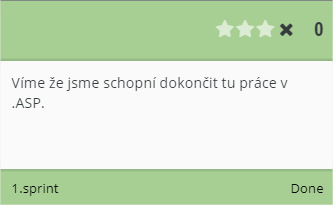 0
Víme že jsme schopní dokončit tu práce v
.ASP.
1.sprint Done